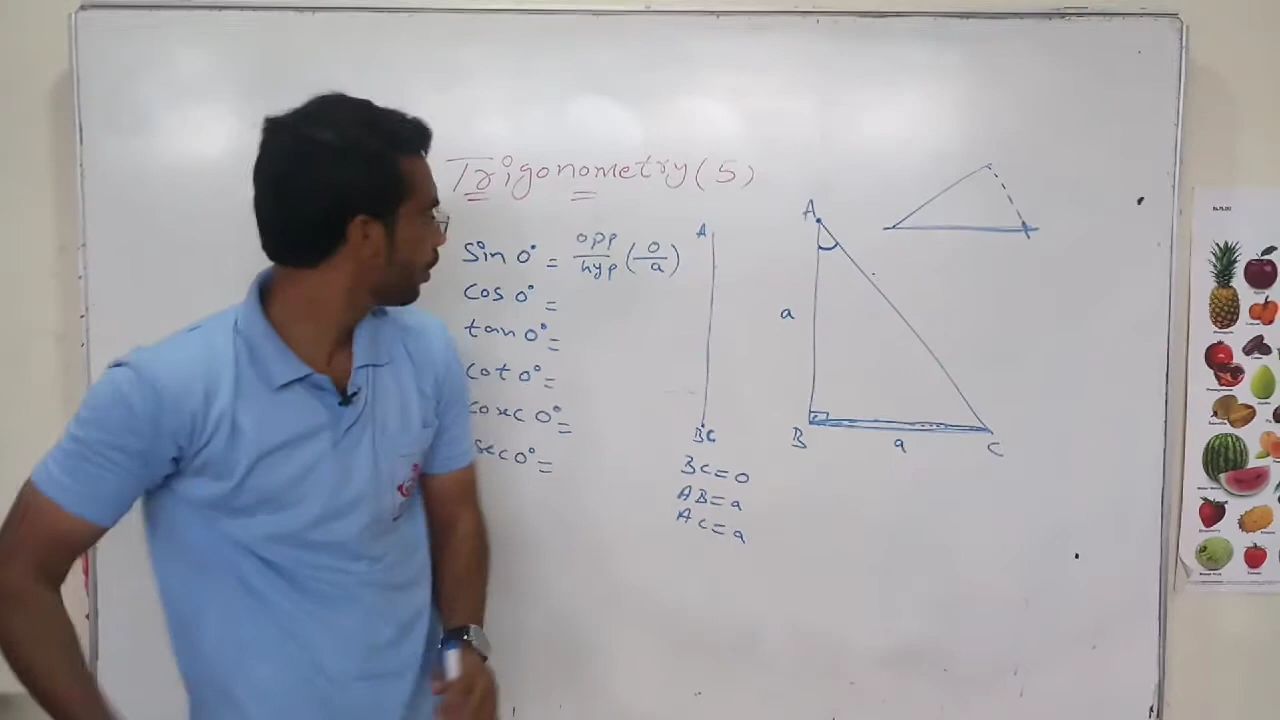 Trigonometry (5)
sin 0° = opp/hyp (0/a)
cos 0° =
tan 0° =
cot 0° =
cosec 0° =
sec 0° =
A
BC
BC = 0
AB = a
AC = a
A
a
B
a
C